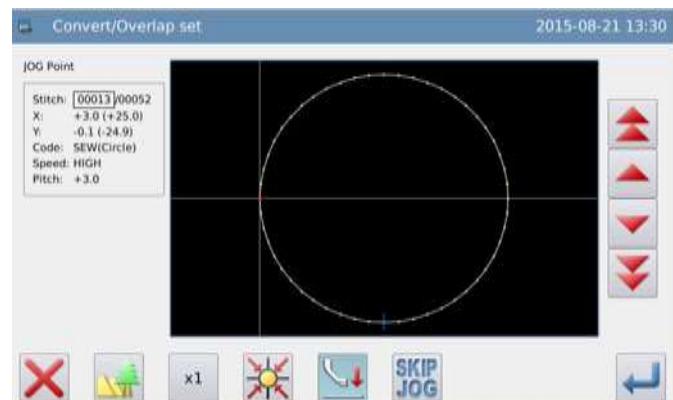 Convert/Overlap set 2015-08-21 13:30
JOG Point
Stitch: 00013/00052
X: +3.0 (+25.0)
Y: -0.1 (-24.9)
Code: SEW(Circle)
Speed: HIGH
Pitch: +3.0
x1
SKIP
JOG